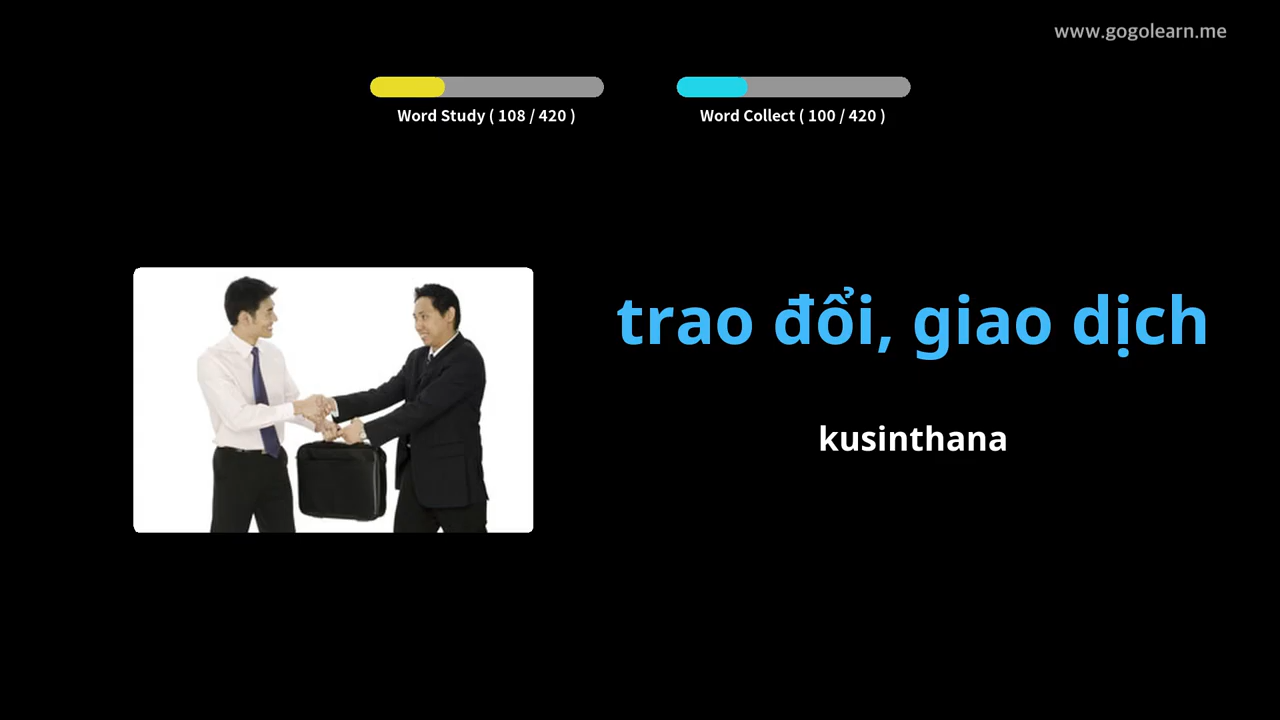 www.gogolearn.me
Word Study ( 108 / 420 )
Word Collect ( 100 / 420 )
trao đổi, giao dịch
kusinthana